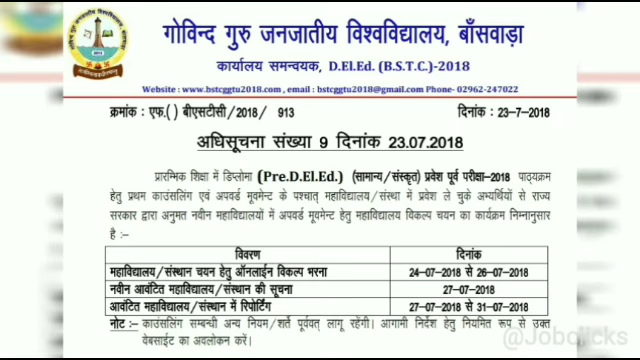 गोविन्द गुरु जनजातीय विश्वविद्यालय, बाँसवाड़ा
कार्यालय समन्वयक, D.El.Ed. (B.S.T.C.)-2018
Website : www.bstcggtu2018.com , email : bstcggtu2018@gmail.com Phone- 02962-247022
क्रमांक : एफ.( ) बीएसटीसी/2018/ 913 दिनांक : 23-7-2018
अधिसूचना संख्या 9 दिनांक 23.07.2018
प्रारम्भिक शिक्षा में डिप्लोमा (Pre.D.El.Ed.) (सामान्य/संस्कृत) प्रवेश पूर्व परीक्षा-2018 पाठ्यक्रम
हेतु प्रथम काउंसलिंग एवं अपवर्ड मूवमेन्ट के पश्चात् महाविद्यालय/संस्था में प्रवेश ले चुके अभ्यर्थियों से राज्य
सरकार द्वारा अनुमत नवीन महाविद्यालयों में अपवर्ड मूवमेन्ट हेतु महाविद्यालय विकल्प चयन का कार्यक्रम निम्नानुसार
है :-
विवरण दिनांक
महाविद्यालय/संस्थान चयन हेतु ऑनलाईन विकल्प भरना 24-07-2018 से 26-07-2018
नवीन आवंटित महाविद्यालय/संस्थान की सूचना 27-07-2018
आवंटित महाविद्यालय/संस्थान में रिपोर्टिंग 27-07-2018 से 31-07-2018
नोट :- काउंसलिंग सम्बन्धी अन्य नियम/शर्ते पूर्ववत् लागू रहेंगी। आगामी निर्देश हेतु नियमित रूप से उक्त
वेबसाईट का अवलोकन करें।
@Jobclicks